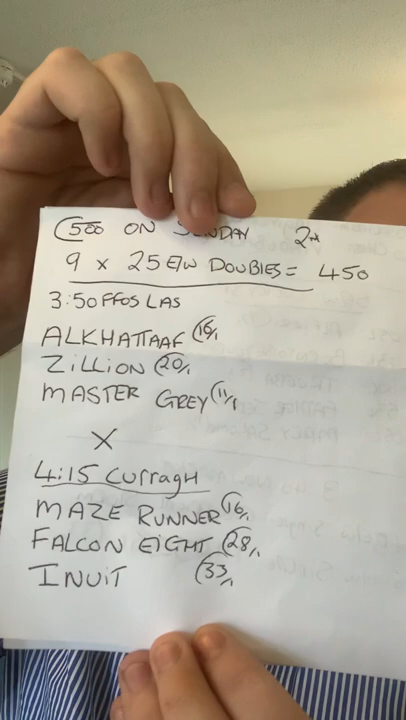 £500 ON SUNDAY 2nd
9 x 25 E/W DOUBLES = 450
3:50 FFOS LAS
ALKHATTAAF (16/1
ZILLION (20/1
MASTER GREY (11/1
X
4:15 CURRAGH
MAZE RUNNER (16/1
FALCON EIGHT (28/1
INUIT (33/1